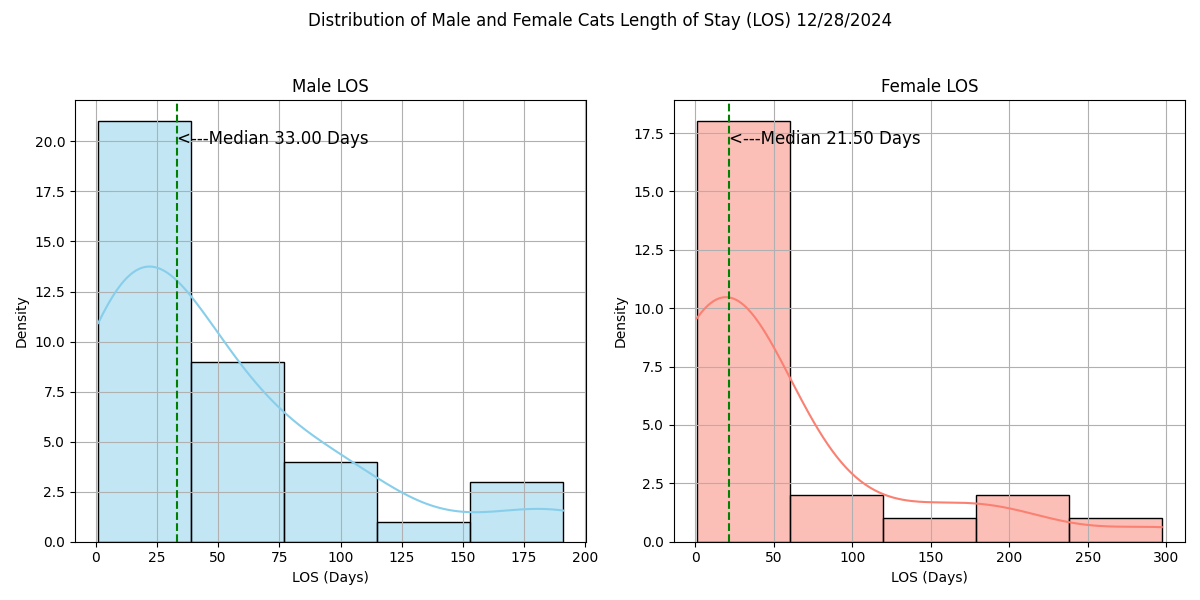 Distribution of Male and Female Cats Length of Stay (LOS) 12/28/2024
Male LOS
<---Median 33.00 Days
Density
20.0
17.5
15.0
12.5
10.0
7.5
5.0
2.5
0.0
0 25 50 75 100 125 150 175 200
LOS (Days)
Female LOS
<---Median 21.50 Days
Density
17.5
15.0
12.5
10.0
7.5
5.0
2.5
0.0
0 50 100 150 200 250 300
LOS (Days)